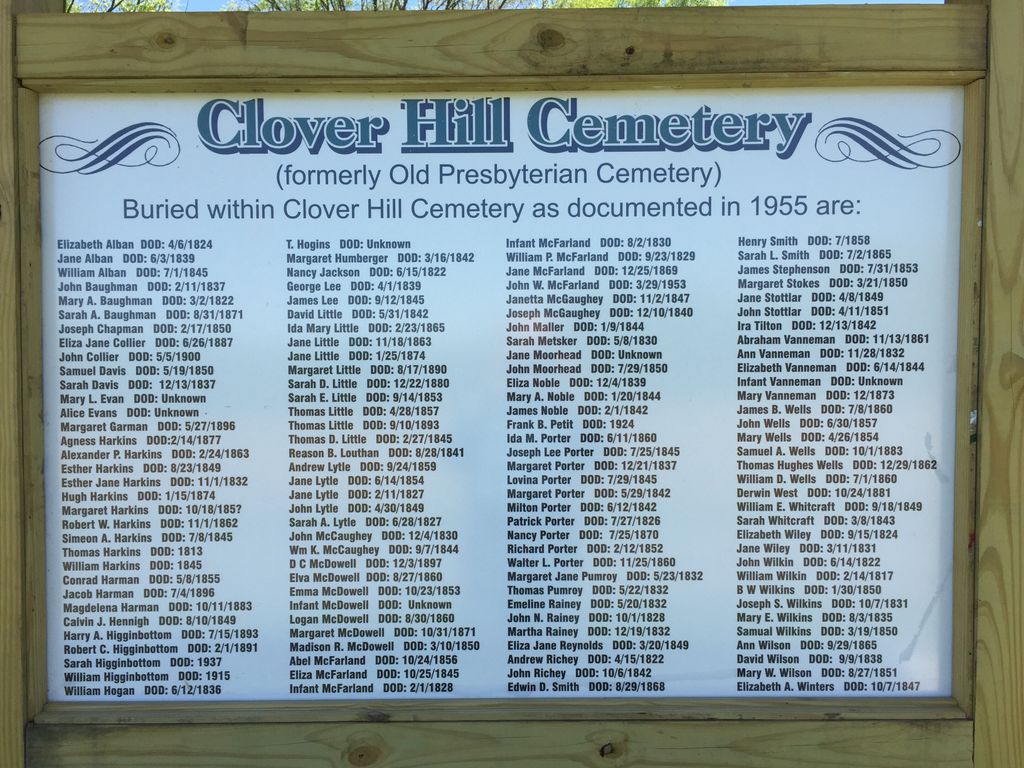 Clover Hill Cemetery
(formerly Old Presbyterian Cemetery)
Buried within Clover Hill Cemetery as documented in 1955 are:
Elizabeth Alban DOD: 4/6/1824
Jane Alban DOD: 6/3/1839
William Alban DOD: 7/1/1845
John Baughman DOD: 2/11/1837
Mary A. Baughman DOD: 3/2/1822
Sarah A. Baughman DOD: 8/31/1871
Joseph Chapman DOD: 2/17/1850
Eliza Jane Collier DOD: 6/26/1887
John Collier DOD: 5/5/1900
Samuel Davis DOD: 5/19/1850
Sarah Davis DOD: 12/13/1837
Mary L. Evan DOD: Unknown
Alice Evans DOD: Unknown
Margaret Garman DOD: 5/27/1896
Agness Harkins DOD:2/14/1877
Alexander P. Harkins DOD: 2/24/1863
Esther Harkins DOD: 8/23/1849
Esther Jane Harkins DOD: 11/1/1832
Hugh Harkins DOD: 1/15/1874
Margaret Harkins DOD: 10/18/185?
Robert W. Harkins DOD: 11/1/1862
Simeon A. Harkins DOD: 7/8/1845
Thomas Harkins DOD: 1813
William Harkins DOD: 1845
Conrad Harman DOD: 5/8/1855
Jacob Harman DOD: 7/4/1896
Magdelena Harman DOD: 10/11/1883
Calvin J. Hennigh DOD: 8/10/1849
Harry A. Higginbottom DOD: 7/15/1893
Robert C. Higginbottom DOD: 2/1/1891
Sarah Higginbottom DOD: 1937
William Higginbottom DOD: 1915
William Hogan DOD: 6/12/1836
T. Hogins DOD: Unknown
Margaret Humberger DOD: 3/16/1842
Nancy Jackson DOD: 6/15/1822
George Lee DOD: 4/1/1839
James Lee DOD: 9/12/1845
David Little DOD: 5/31/1842
Ida Mary Little DOD: 2/23/1865
Jane Little DOD: 11/18/1863
Jane Little DOD: 1/25/1874
Margaret Little DOD: 8/17/1890
Sarah D. Little DOD: 12/22/1880
Sarah E. Little DOD: 9/14/1853
Thomas Little DOD: 4/28/1857
Thomas Little DOD: 9/10/1893
Thomas D. Little DOD: 2/27/1845
Reason B. Louthan DOD: 8/28/1841
Andrew Lytle DOD: 9/24/1859
Jane Lytle DOD: 6/14/1854
Jane Lytle DOD: 2/11/1827
John Lytle DOD: 4/30/1849
Sarah A. Lytle DOD: 6/28/1827
John McCaughey DOD: 12/4/1830
Wm K. McCaughey DOD: 9/7/1844
D C McDowell DOD: 12/3/1897
Elva McDowell DOD: 8/27/1860
Emma McDowell DOD: 10/23/1853
Infant McDowell DOD: Unknown
Logan McDowell DOD: 8/30/1860
Margaret McDowell DOD: 10/31/1871
Madison R. McDowell DOD: 3/10/1850
Abel McFarland DOD: 10/24/1856
Eliza McFarland DOD: 10/25/1845
Infant McFarland DOD: 2/1/1828
Infant McFarland DOD: 8/2/1830
William P. McFarland DOD: 9/23/1829
Jane McFarland DOD: 12/25/1869
John W. McFarland DOD: 3/29/1953
Janetta McGaughey DOD: 11/2/1847
Joseph McGaughey DOD: 12/10/1840
John Maller DOD: 1/9/1844
Sarah Metsker DOD: 5/8/1830
Jane Moorhead DOD: Unknown
John Moorhead DOD: 7/29/1850
Eliza Noble DOD: 12/4/1839
Mary A. Noble DOD: 1/20/1844
James Noble DOD: 2/1/1842
Frank B. Petit DOD: 1924
Ida M. Porter DOD: 6/11/1860
Joseph Lee Porter DOD: 7/25/1845
Margaret Porter DOD: 12/21/1837
Lovina Porter DOD: 7/29/1845
Margaret Porter DOD: 5/29/1842
Milton Porter DOD: 6/12/1842
Patrick Porter DOD: 7/27/1826
Nancy Porter DOD: 7/25/1870
Richard Porter DOD: 2/12/1852
Walter L. Porter DOD: 11/25/1860
Margaret Jane Pumroy DOD: 5/23/1832
Thomas Pumroy DOD: 5/22/1832
Emeline Rainey DOD: 5/20/1832
John N. Rainey DOD: 10/1/1828
Martha Rainey DOD: 12/19/1832
Eliza Jane Reynolds DOD: 3/20/1849
Andrew Richey DOD: 4/15/1822
John Richey DOD: 10/6/1842
Edwin D. Smith DOD: 8/29/1868
Henry Smith DOD: 7/1858
Sarah L. Smith DOD: 7/2/1865
James Stephenson DOD: 7/31/1853
Margaret Stokes DOD: 3/21/1850
Jane Stottlar DOD: 4/8/1849
John Stottlar DOD: 4/11/1851
Ira Tilton DOD: 12/13/1842
Abraham Vanneman DOD: 11/13/1861
Ann Vanneman DOD: 11/28/1832
Elizabeth Vanneman DOD: 6/14/1844
Infant Vanneman DOD: Unknown
Mary Vanneman DOD: 12/1873
James B. Wells DOD: 7/8/1860
John Wells DOD: 6/30/1857
Mary Wells DOD: 4/26/1854
Samuel A. Wells DOD: 10/1/1883
Thomas Hughes Wells DOD: 12/29/1862
William D. Wells DOD: 7/1/1860
Derwin West DOD: 10/24/1881
William E. Whitcraft DOD: 9/18/1849
Sarah Whitcraft DOD: 3/8/1843
Elizabeth Wiley DOD: 9/15/1824
Jane Wiley DOD: 3/11/1831
John Wilkin DOD: 6/14/1822
William Wilkin DOD: 2/14/1817
B W Wilkins DOD: 1/30/1850
Joseph S. Wilkins DOD: 10/7/1831
Mary E. Wilkins DOD: 8/3/1835
Samual Wilkins DOD: 3/19/1850
Ann Wilson DOD: 9/29/1865
David Wilson DOD: 9/9/1838
Mary W. Wilson DOD: 8/27/1851
Elizabeth A. Winters DOD: 10/7/1847